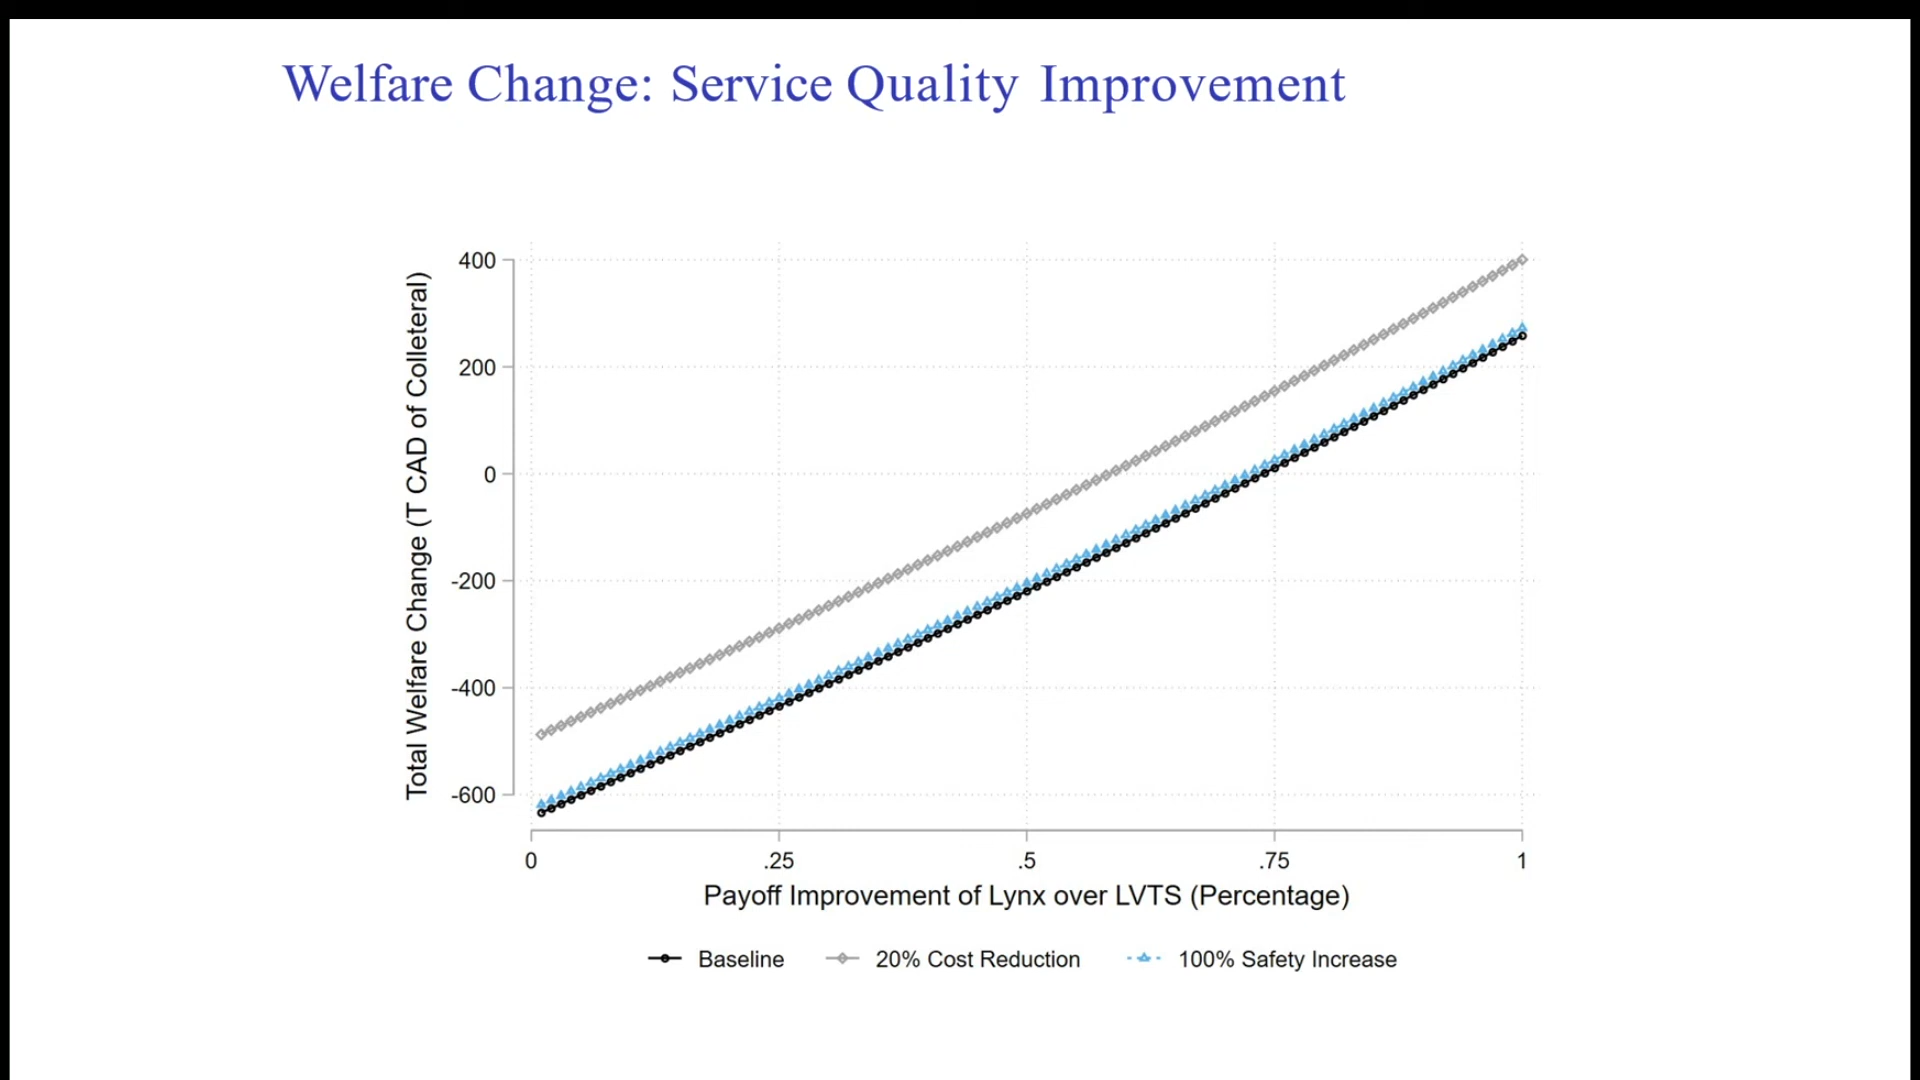 Welfare Change: Service Quality Improvement
Total Welfare Change (T CAD of Colleteral)
400
200
0
-200
-400
-600
0 .25 .5 .75 1
Payoff Improvement of Lynx over LVTS (Percentage)
Baseline 20% Cost Reduction 100% Safety Increase